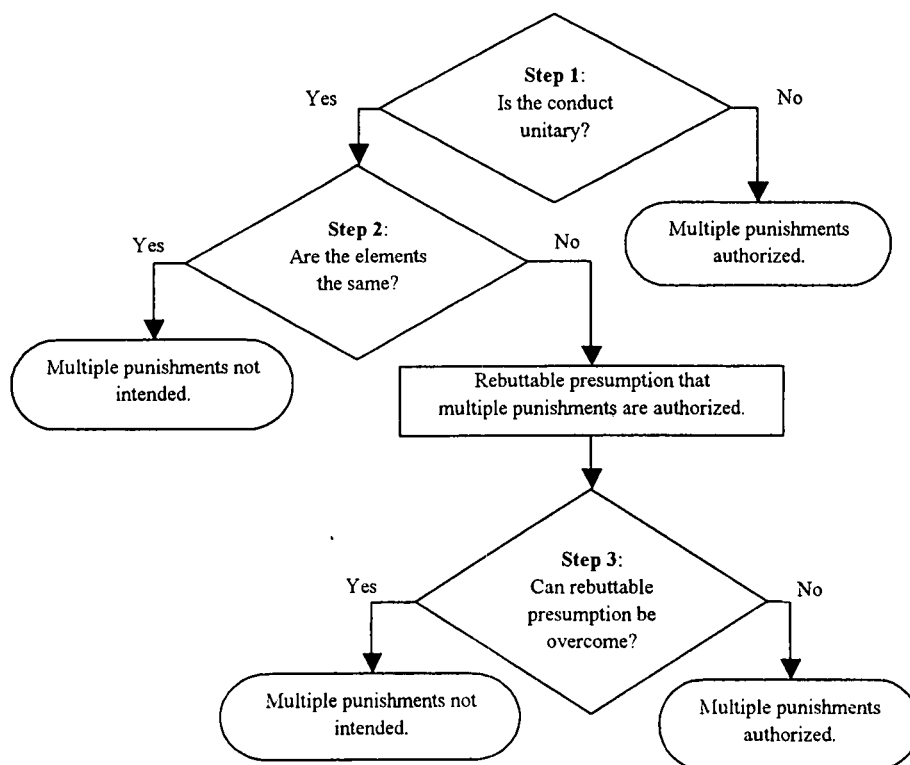 Step 1:
Is the conduct
unitary?
Yes
No
Step 2:
Are the elements
the same?
Yes
No
Multiple punishments
authorized.
Multiple punishments not
intended.
Rebuttable presumption that
multiple punishments are authorized.
Step 3:
Can rebuttable
presumption be
overcome?
Yes
No
Multiple punishments not
intended.
Multiple punishments
authorized.